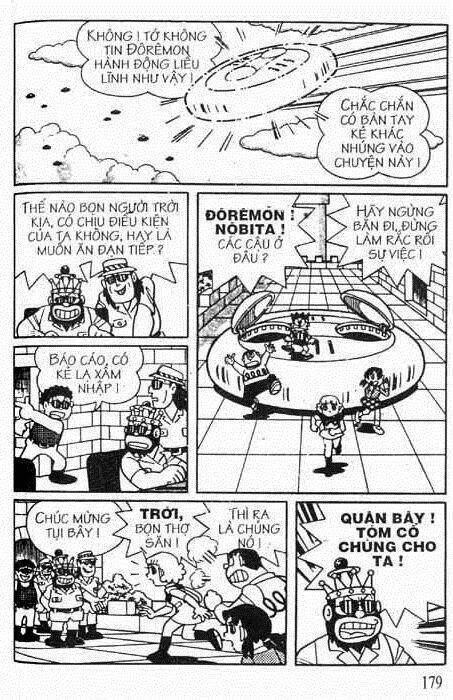 KHÔNG ! TỚ KHÔNG
TIN ĐÔRÊMON
HÀNH ĐỘNG LIỀU
LĨNH NHƯ VẬY !
CHẮC CHẮN
CÓ BÀN TAY
KẺ KHÁC
NHÚNG VÀO
CHUYỆN NÀY !
THẾ NÀO BỌN NGƯỜI TRỜI
KIA, CÓ CHỊU ĐIỀU KIỆN
CỦA TA KHÔNG, HAY LÀ
MUỐN ĂN ĐẠN TIẾP ?
ĐÔRÊMON !
NÔBITA !
CÁC CẬU Ở
ĐÂU ?
HÃY NGỪNG
BẮN ĐI, ĐỪNG
LÀM RẮC RỐI
SỰ VIỆC !
BÁO CÁO, CÓ
KẺ LẠ XÂM
NHẬP !
CHÚC MỪNG
TỤI BÂY !
TRỜI,
BỌN THỢ
SĂN !
THÌ RA
LÀ CHÚNG
NÓ !
QUÂN BÂY !
TÓM CỔ
CHÚNG CHO
TA !
179